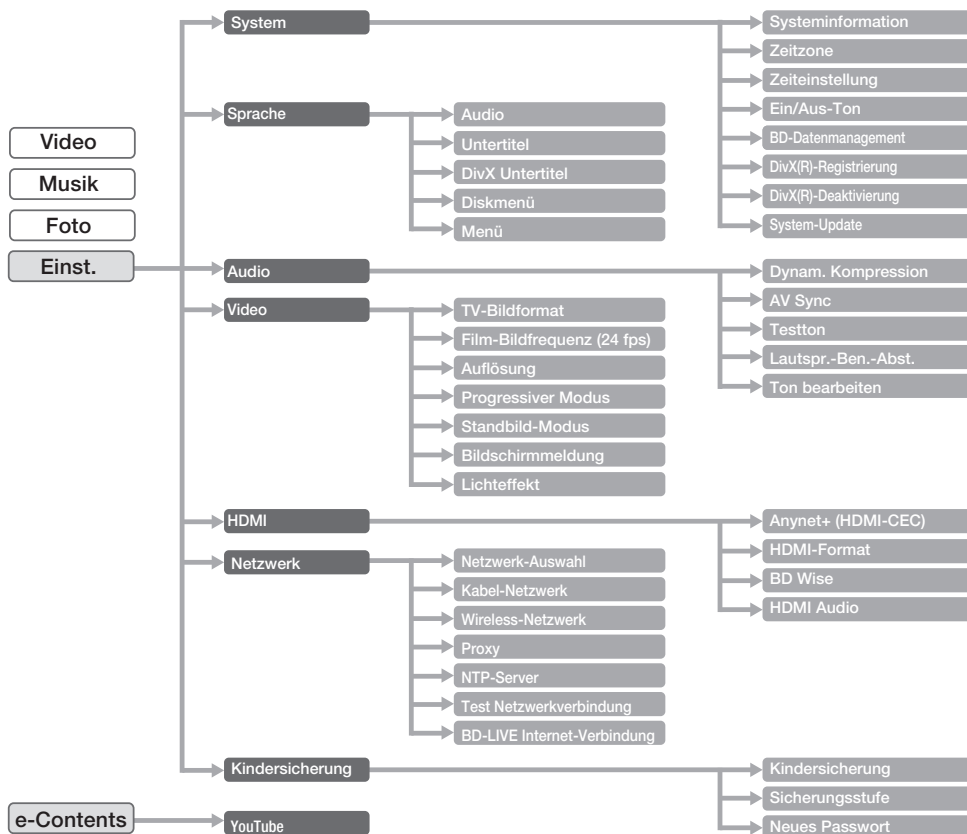 Video
Musik
Foto
Einst.
System
Systeminformation
Zeitzone
Zeiteinstellung
Ein/Aus-Ton
BD-Datenmanagement
DivX(R)-Registrierung
DivX(R)-Deaktivierung
System-Update
Sprache
Audio
Untertitel
DivX Untertitel
Diskmenü
Menü
Audio
Dynam. Kompression
AV Sync
Testton
Lautspr.-Ben.-Abst.
Ton bearbeiten
Video
TV-Bildformat
Film-Bildfrequenz (24 fps)
Auflösung
Progressiver Modus
Standbild-Modus
Bildschirmmeldung
Lichteffekt
HDMI
Anynet+ (HDMI-CEC)
HDMI-Format
BD Wise
HDMI Audio
Netzwerk
Netzwerk-Auswahl
Kabel-Netzwerk
Wireless-Netzwerk
Proxy
NTP-Server
Test Netzwerkverbindung
BD-LIVE Internet-Verbindung
Kindersicherung
Kindersicherung
Sicherungsstufe
Neues Passwort
e-Contents
YouTube